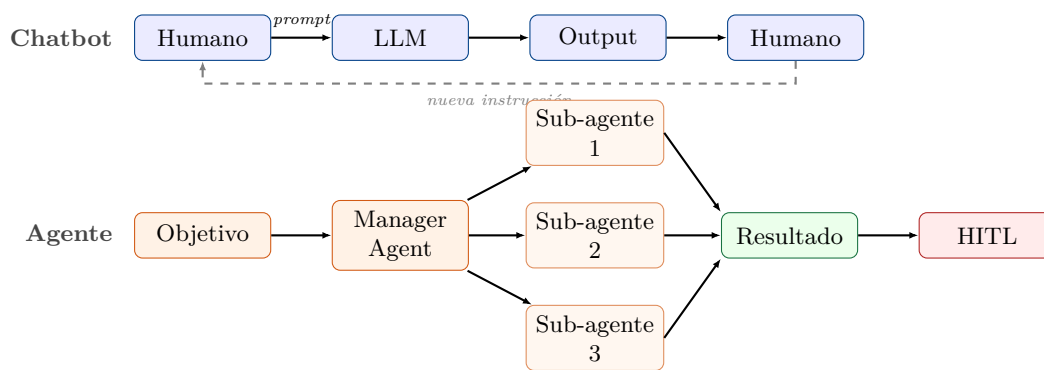 Chatbot
Humano
prompt
LLM
Output
Humano
nueva instrucción
Agente
Objetivo
Manager
Agent
Sub-agente
1
Sub-agente
2
Sub-agente
3
Resultado
HITL